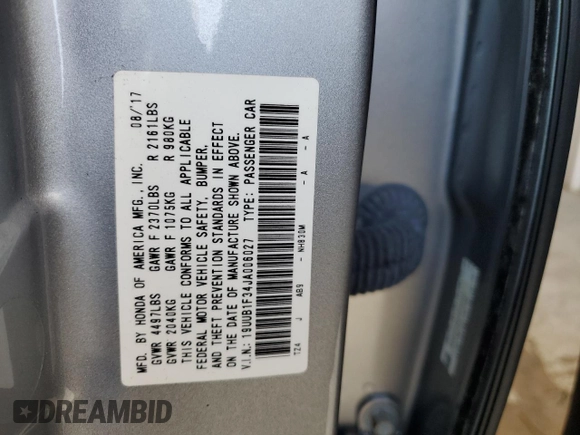 MFD. BY HONDA OF AMERICA MFG., INC. 08/'17
GVWR 4497LBS GAWR F 2370LBS R 2161LBS
GVWR 2040KG GAWR F 1075KG R 980KG
THIS VEHICLE CONFORMS TO ALL APPLICABLE
FEDERAL MOTOR VEHICLE SAFETY, BUMPER,
AND THEFT PREVENTION STANDARDS IN EFFECT
ON THE DATE OF MANUFACTURE SHOWN ABOVE.
V.I.N.: 19UUB1F34JA006027 TYPE: PASSENGER CAR
T24 J AB9 - NH830M - A - A
DREAMBID